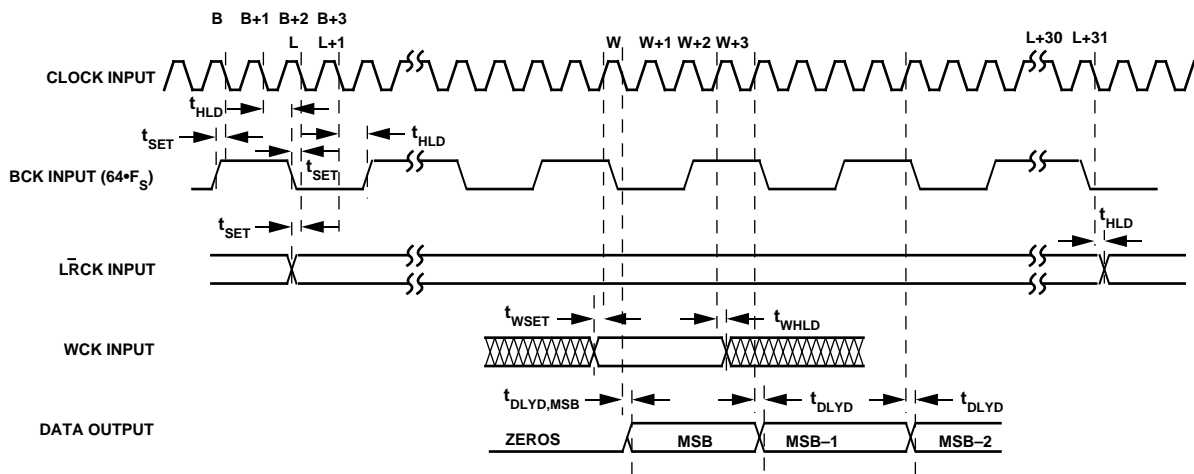 B B+1 B+2 B+3
L L+1 W W+1 W+2 W+3 L+30 L+31
CLOCK INPUT
tHLD
tSET tHLD
tSET
BCK INPUT (64•FS)
tSET tHLD
L̅R̅CK INPUT
tWSET tWHLD
WCK INPUT
tDLYD,MSB tDLYD tDLYD
DATA OUTPUT
ZEROS MSB MSB–1 MSB–2